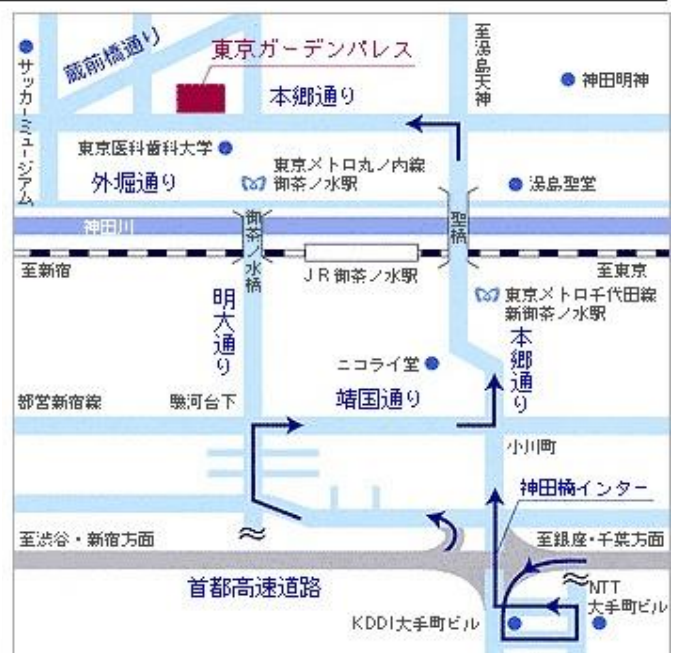 蔵前橋通り
東京ガーデンパレス
至湯島天神
サッカーミュージアム
神田明神
本郷通り
東京医科歯科大学
外堀通り
東京メトロ丸ノ内線
御茶ノ水駅
湯島聖堂
神田川
御茶ノ水橋
聖橋
至新宿
JR御茶ノ水駅
至東京
明大通り
東京メトロ千代田線
新御茶ノ水駅
本郷通り
ニコライ堂
都営新宿線
駿河台下
靖国通り
小川町
神田橋インター
至渋谷・新宿方面
至銀座・千葉方面
首都高速道路
NTT
大手町ビル
KDDI大手町ビル